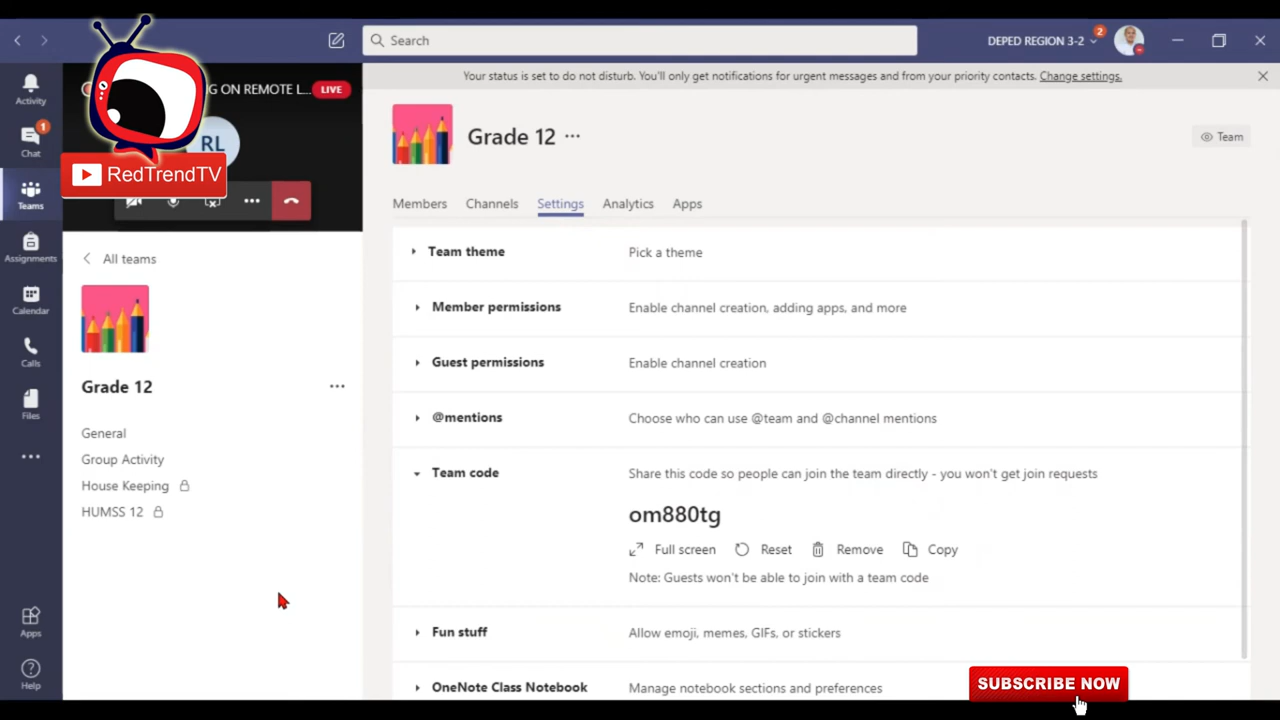 Search
DEPED REGION 3-2
2
Your status is set to do not disturb. You'll only get notifications for urgent messages and from your priority contacts. Change settings.
G ON REMOTE L...
LIVE
RL
RedTrendTV
Activity
Chat
1
Teams
Assignments
Calendar
Calls
Files
Apps
Help
All teams
Grade 12
General
Group Activity
House Keeping
HUMSS 12
Grade 12
Team
Members Channels Settings Analytics Apps
Team theme Pick a theme
Member permissions Enable channel creation, adding apps, and more
Guest permissions Enable channel creation
@mentions Choose who can use @team and @channel mentions
Team code Share this code so people can join the team directly - you won't get join requests
om880tg
Full screen Reset Remove Copy
Note: Guests won't be able to join with a team code
Fun stuff Allow emoji, memes, GIFs, or stickers
OneNote Class Notebook Manage notebook sections and preferences
SUBSCRIBE NOW